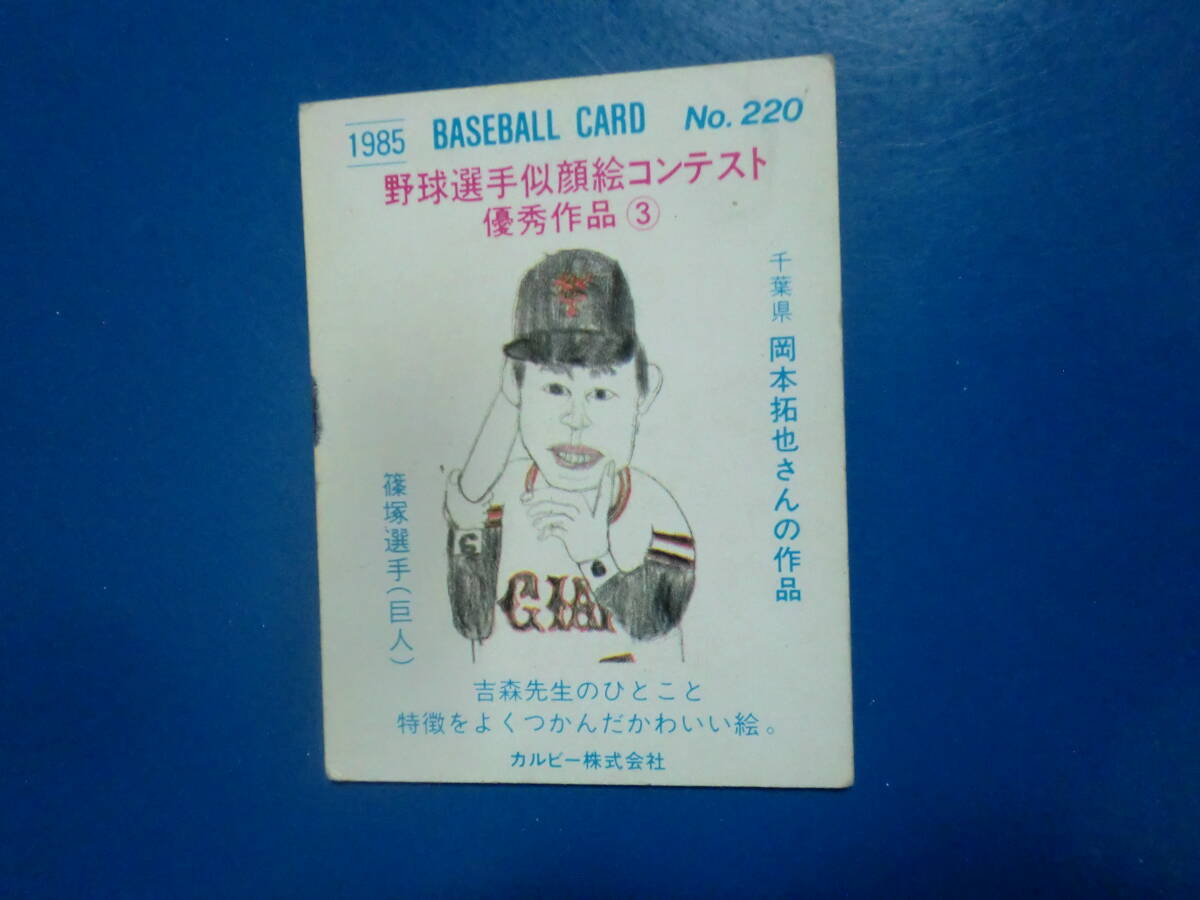 1985 BASEBALL CARD No. 220
野球選手似顔絵コンテスト
優秀作品③
千葉県 岡本拓也さんの作品
篠塚選手(巨人)
6
GIA
吉森先生のひとこと
特徴をよくつかんだかわいい絵。
カルビー株式会社